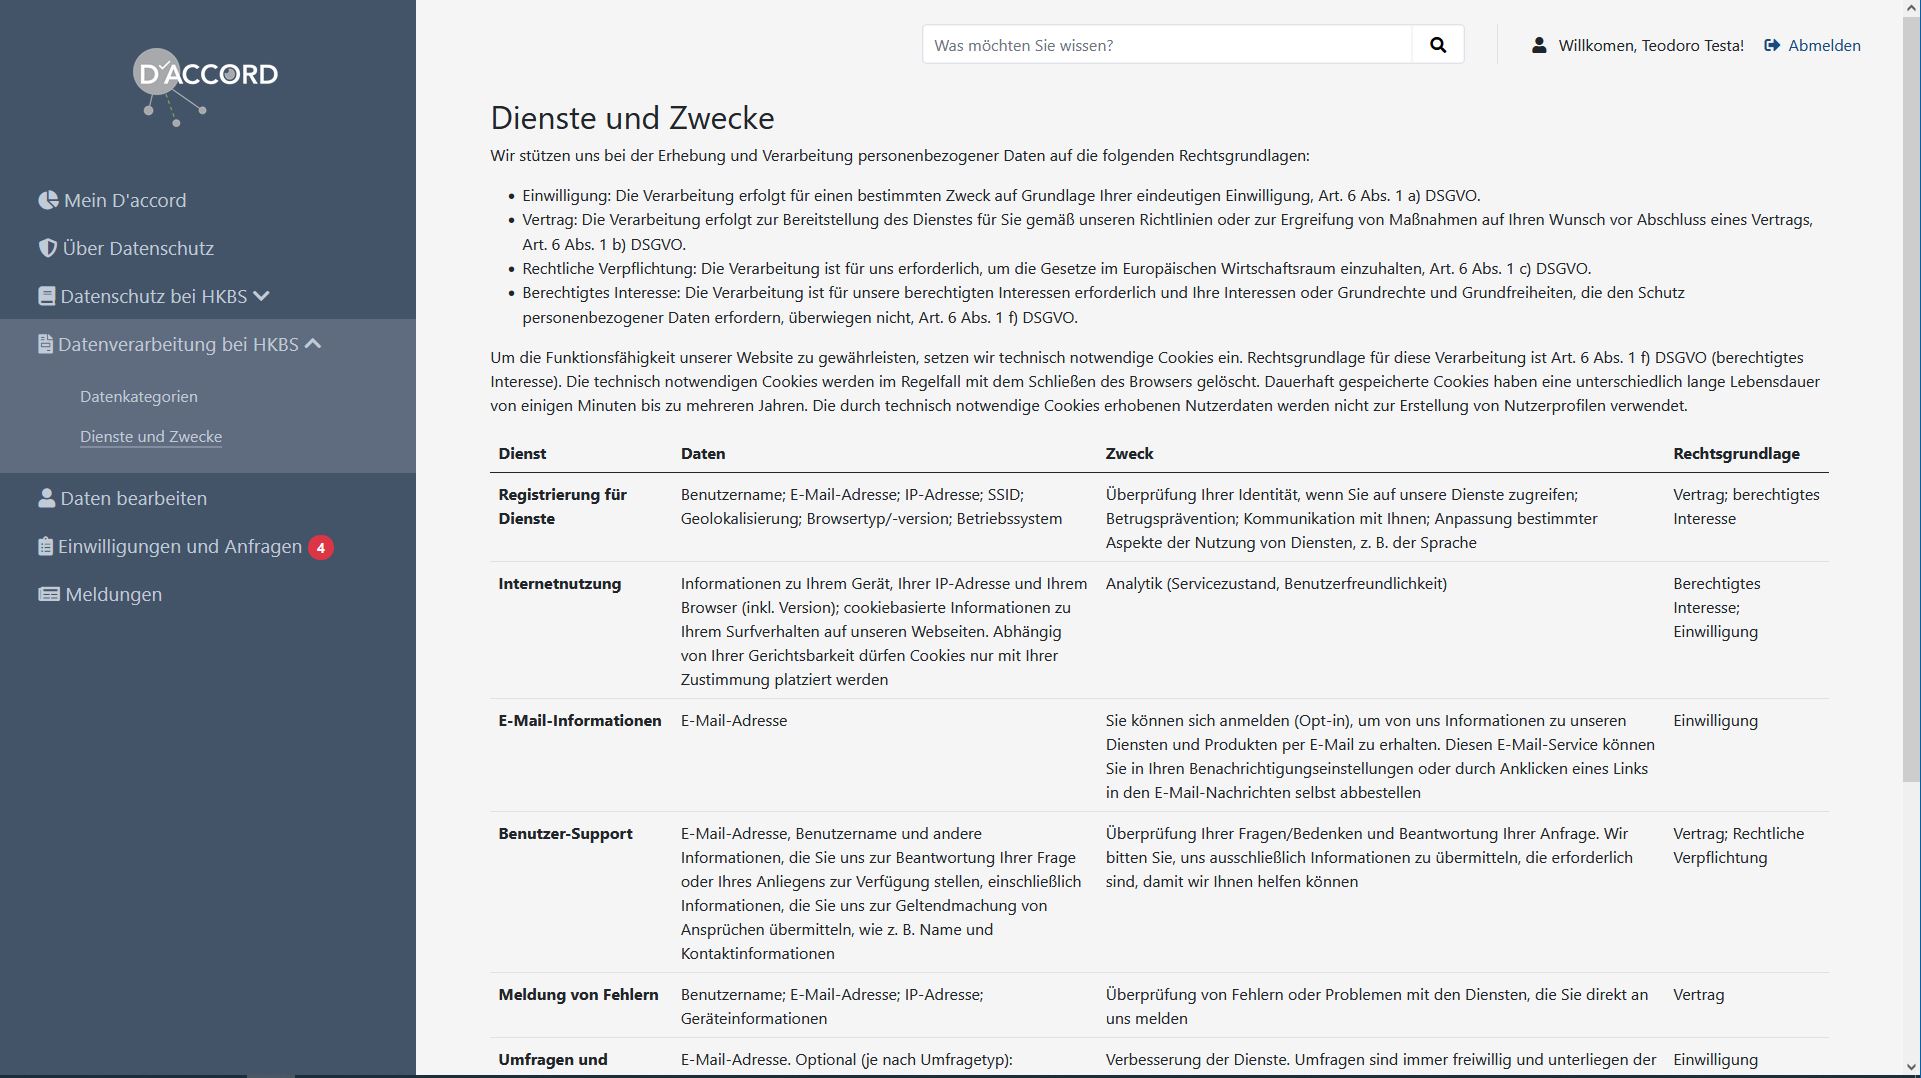 D'ACCORD
Mein D'accord
Über Datenschutz
Datenschutz bei HKBS
Datenverarbeitung bei HKBS
Datenkategorien
Dienste und Zwecke
Daten bearbeiten
Einwilligungen und Anfragen 4
Meldungen
Was möchten Sie wissen?
Willkomen, Teodoro Testa! Abmelden
Dienste und Zwecke
Wir stützen uns bei der Erhebung und Verarbeitung personenbezogener Daten auf die folgenden Rechtsgrundlagen:
• Einwilligung: Die Verarbeitung erfolgt für einen bestimmten Zweck auf Grundlage Ihrer eindeutigen Einwilligung, Art. 6 Abs. 1 a) DSGVO.
• Vertrag: Die Verarbeitung erfolgt zur Bereitstellung des Dienstes für Sie gemäß unseren Richtlinien oder zur Ergreifung von Maßnahmen auf Ihren Wunsch vor Abschluss eines Vertrags,
Art. 6 Abs. 1 b) DSGVO.
• Rechtliche Verpflichtung: Die Verarbeitung ist für uns erforderlich, um die Gesetze im Europäischen Wirtschaftsraum einzuhalten, Art. 6 Abs. 1 c) DSGVO.
• Berechtigtes Interesse: Die Verarbeitung ist für unsere berechtigten Interessen erforderlich und Ihre Interessen oder Grundrechte und Grundfreiheiten, die den Schutz
personenbezogener Daten erfordern, überwiegen nicht, Art. 6 Abs. 1 f) DSGVO.
Um die Funktionsfähigkeit unserer Website zu gewährleisten, setzen wir technisch notwendige Cookies ein. Rechtsgrundlage für diese Verarbeitung ist Art. 6 Abs. 1 f) DSGVO (berechtigtes
Interesse). Die technisch notwendigen Cookies werden im Regelfall mit dem Schließen des Browsers gelöscht. Dauerhaft gespeicherte Cookies haben eine unterschiedlich lange Lebensdauer
von einigen Minuten bis zu mehreren Jahren. Die durch technisch notwendige Cookies erhobenen Nutzerdaten werden nicht zur Erstellung von Nutzerprofilen verwendet.
Dienst Daten Zweck Rechtsgrundlage
Registrierung für
Dienste
Benutzername; E-Mail-Adresse; IP-Adresse; SSID;
Geolokalisierung; Browsertyp/-version; Betriebssystem
Überprüfung Ihrer Identität, wenn Sie auf unsere Dienste zugreifen;
Betrugsprävention; Kommunikation mit Ihnen; Anpassung bestimmter
Aspekte der Nutzung von Diensten, z. B. der Sprache
Vertrag; berechtigtes
Interesse
Internetnutzung
Informationen zu Ihrem Gerät, Ihrer IP-Adresse und Ihrem
Browser (inkl. Version); cookiebasierte Informationen zu
Ihrem Surfverhalten auf unseren Webseiten. Abhängig
von Ihrer Gerichtsbarkeit dürfen Cookies nur mit Ihrer
Zustimmung platziert werden
Analytik (Servicezustand, Benutzerfreundlichkeit)
Berechtigtes
Interesse;
Einwilligung
E-Mail-Informationen
E-Mail-Adresse
Sie können sich anmelden (Opt-in), um von uns Informationen zu unseren
Diensten und Produkten per E-Mail zu erhalten. Diesen E-Mail-Service können
Sie in Ihren Benachrichtigungseinstellungen oder durch Anklicken eines Links
in den E-Mail-Nachrichten selbst abbestellen
Einwilligung
Benutzer-Support
E-Mail-Adresse, Benutzername und andere
Informationen, die Sie uns zur Beantwortung Ihrer Frage
oder Ihres Anliegens zur Verfügung stellen, einschließlich
Informationen, die Sie uns zur Geltendmachung von
Ansprüchen übermitteln, wie z. B. Name und
Kontaktinformationen
Überprüfung Ihrer Fragen/Bedenken und Beantwortung Ihrer Anfrage. Wir
bitten Sie, uns ausschließlich Informationen zu übermitteln, die erforderlich
sind, damit wir Ihnen helfen können
Vertrag; Rechtliche
Verpflichtung
Meldung von Fehlern
Benutzername; E-Mail-Adresse; IP-Adresse;
Geräteinformationen
Überprüfung von Fehlern oder Problemen mit den Diensten, die Sie direkt an
uns melden
Vertrag
Umfragen und
E-Mail-Adresse. Optional (je nach Umfragetyp):
Verbesserung der Dienste. Umfragen sind immer freiwillig und unterliegen der
Einwilligung